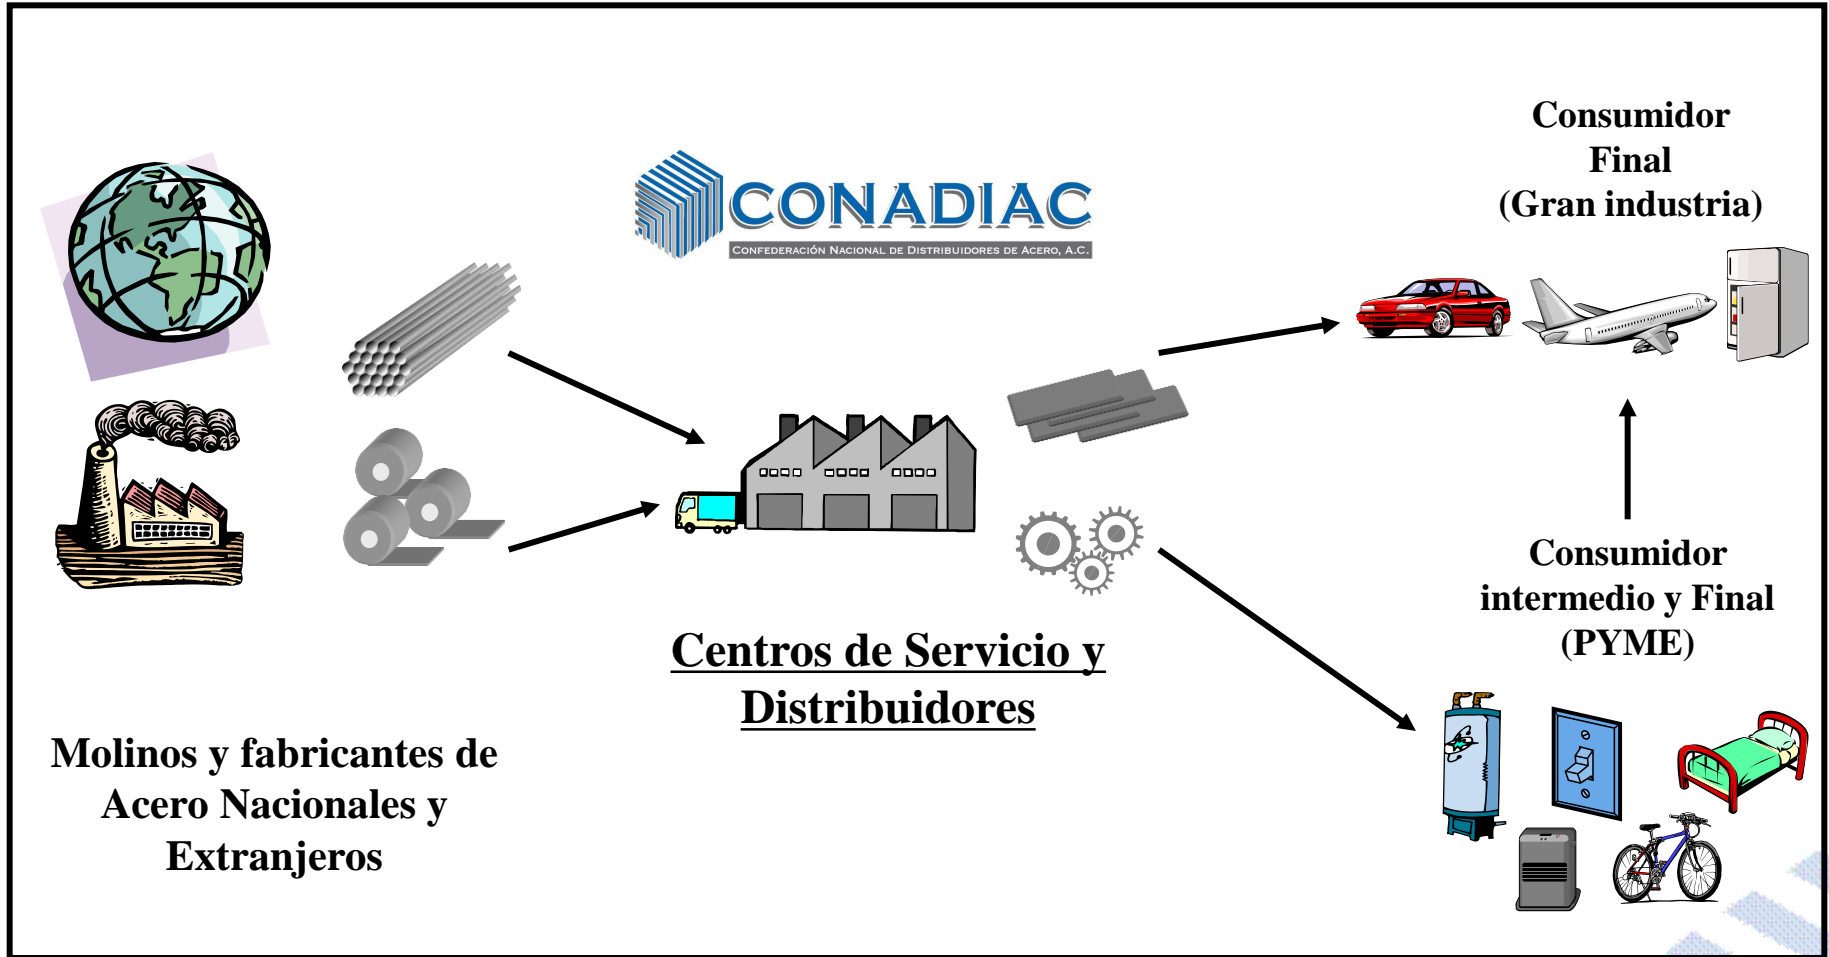 CONADIAC
CONFEDERACIÓN NACIONAL DE DISTRIBUIDORES DE ACERO, A.C.
Consumidor
Final
(Gran industria)
Consumidor
intermedio y Final
(PYME)
Centros de Servicio y
Distribuidores
Molinos y fabricantes de
Acero Nacionales y
Extranjeros